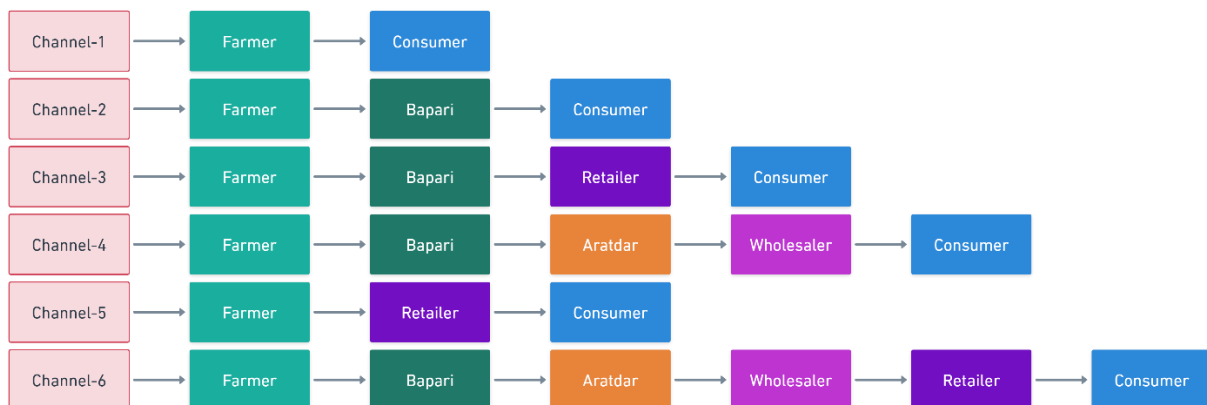 Channel-1 Farmer Consumer
Channel-2 Farmer Bapari Consumer
Channel-3 Farmer Bapari Retailer Consumer
Channel-4 Farmer Bapari Aratdar Wholesaler Consumer
Channel-5 Farmer Retailer Consumer
Channel-6 Farmer Bapari Aratdar Wholesaler Retailer Consumer